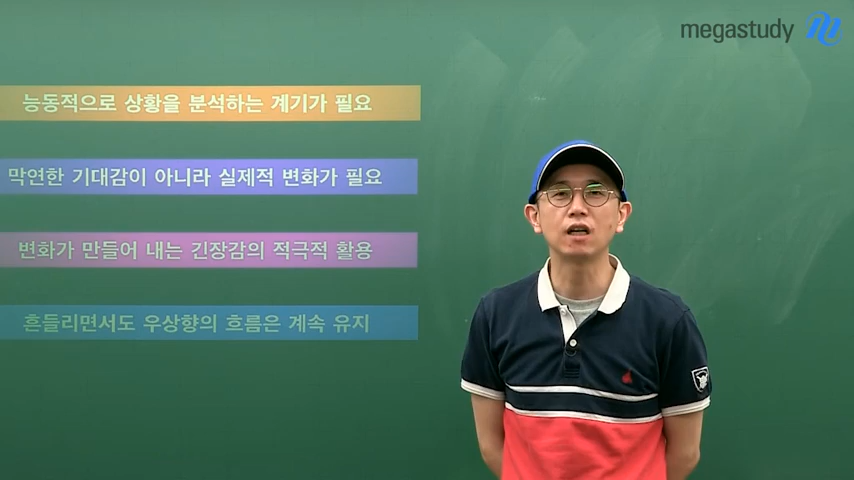 megastudy
능동적으로 상황을 분석하는 계기가 필요
막연한 기대감이 아니라 실제적 변화가 필요
변화가 만들어 내는 긴장감의 적극적 활용
흔들리면서도 우상향의 흐름은 계속 유지